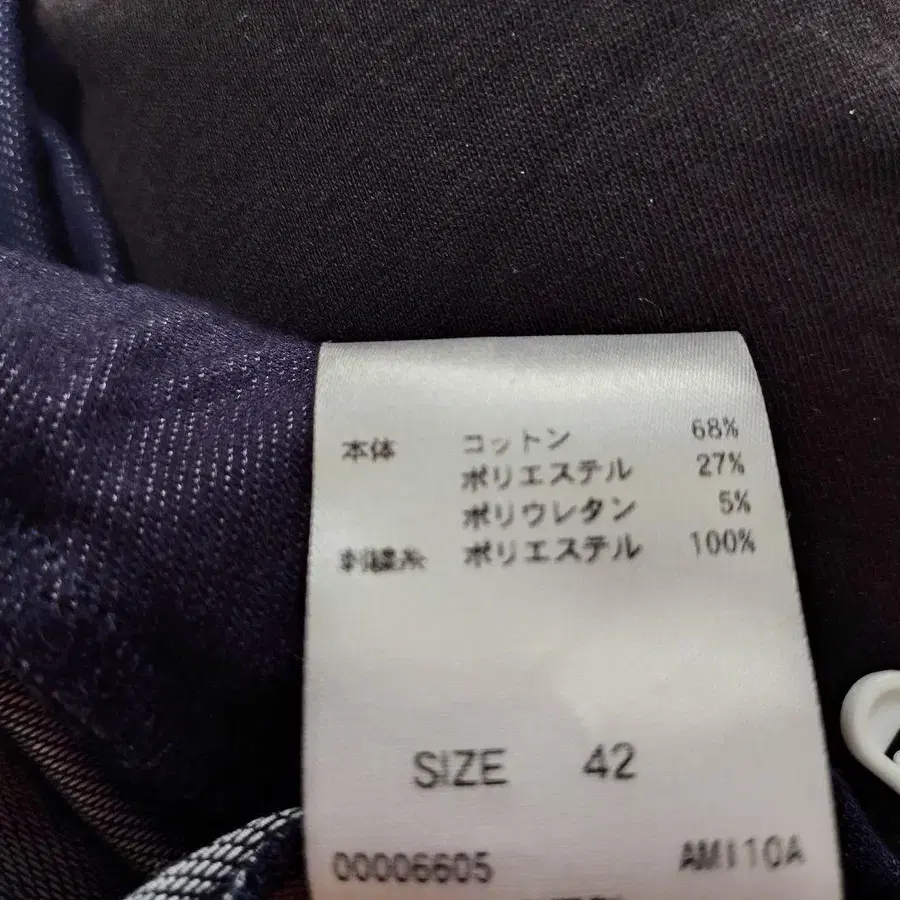 本体 コットン 68%
ポリエステル 27%
ポリウレタン 5%
刺繍糸 ポリエステル 100%
SIZE 42
00006605 AMI10A